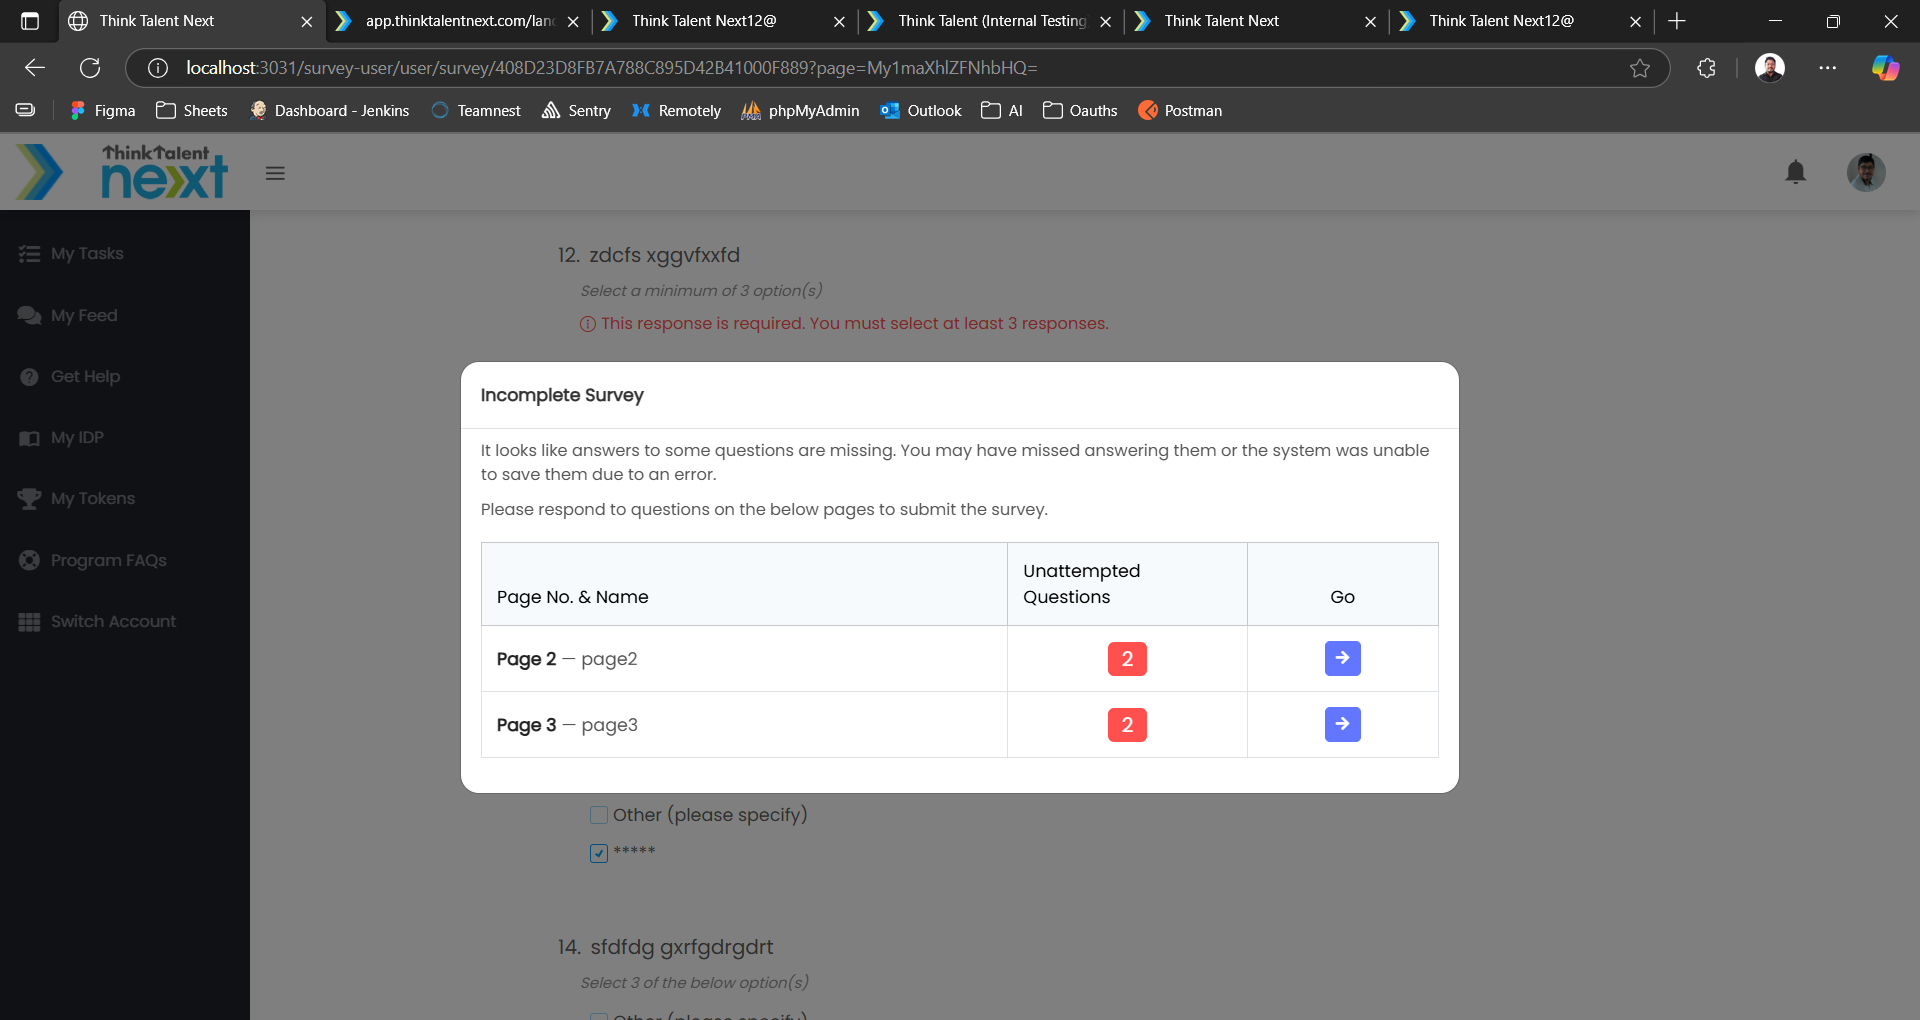 Think Talent Next
app.thinktalentnext.com/lan
Think Talent Next12@
Think Talent (Internal Testing
Think Talent Next
Think Talent Next12@
localhost:3031/survey-user/user/survey/408D23D8FB7A788C895D42B41000F889?page=My1maXhlZFNhbHQ=
Figma
Sheets
Dashboard - Jenkins
Teamnest
Sentry
Remotely
phpMyAdmin
Outlook
AI
Oauths
Postman
ThinkTalent
next
My Tasks
My Feed
Get Help
My IDP
My Tokens
Program FAQs
Switch Account
12. zdcfs xggvfxxfd
Select a minimum of 3 option(s)
This response is required. You must select at least 3 responses.
Incomplete Survey
It looks like answers to some questions are missing. You may have missed answering them or the system was unable
to save them due to an error.
Please respond to questions on the below pages to submit the survey.
Page No. & Name
Unattempted
Questions
Go
Page 2 — page2
2
Page 3 — page3
2
Other (please specify)
*****
14. sfdfdg gxrfgdrgdrt
Select 3 of the below option(s)
Other (please specify)